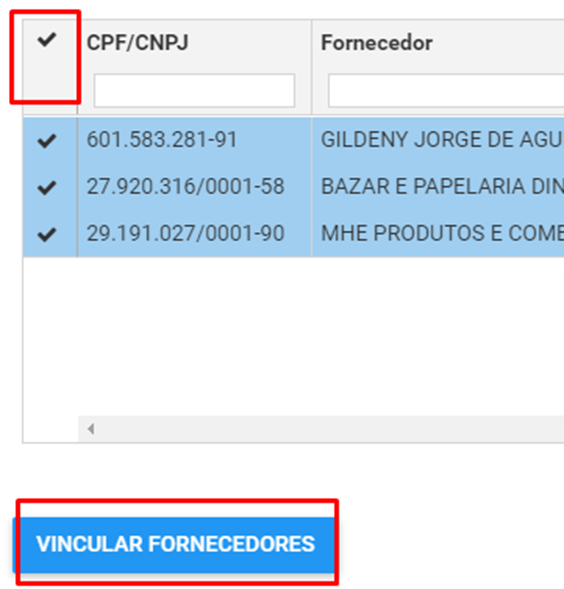 CPF/CNPJ Fornecedor
601.583.281-91 GILDENY JORGE DE AGU
27.920.316/0001-58 BAZAR E PAPELARIA DIN
29.191.027/0001-90 MHE PRODUTOS E COME
VINCULAR FORNECEDORES